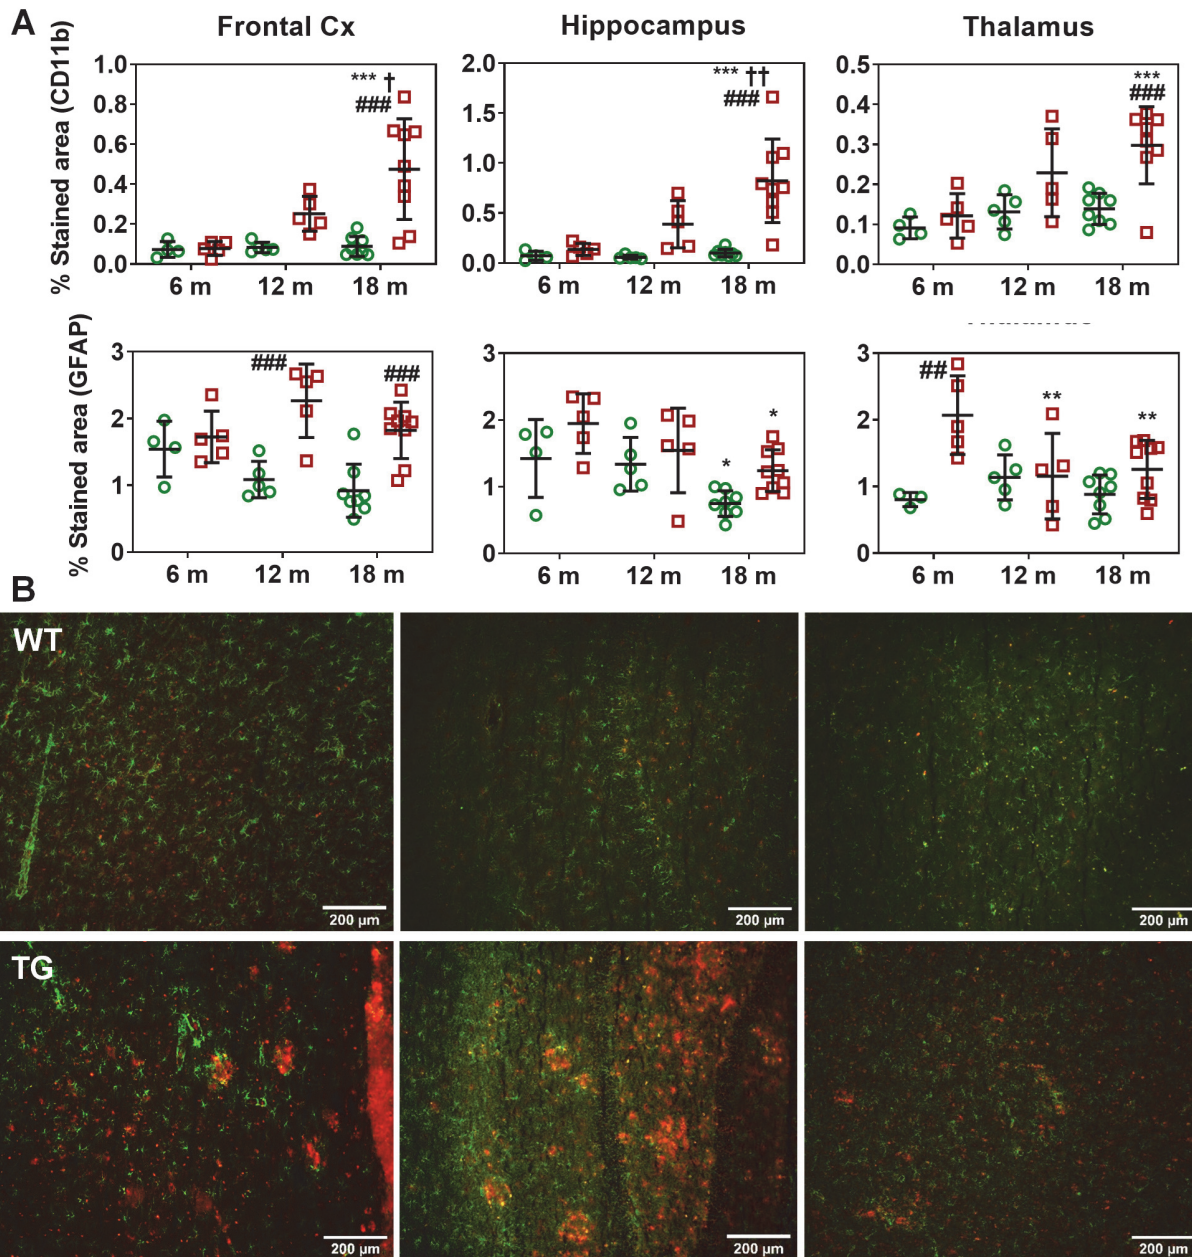 A
Frontal Cx
Hippocampus
Thalamus
% Stained area (CD11b)
1.0
0.8
0.6
0.4
0.2
0.0
*** †
###
6 m
12 m
18 m
2.0
1.5
1.0
0.5
0.0
*** ††
###
6 m
12 m
18 m
0.5
0.4
0.3
0.2
0.1
0.0
***
###
6 m
12 m
18 m
% Stained area (GFAP)
3
2
1
0
###
###
6 m
12 m
18 m
3
2
1
0
*
*
6 m
12 m
18 m
3
2
1
0
##
**
**
6 m
12 m
18 m
B
WT
200 µm
200 µm
200 µm
TG
200 µm
200 µm
200 µm